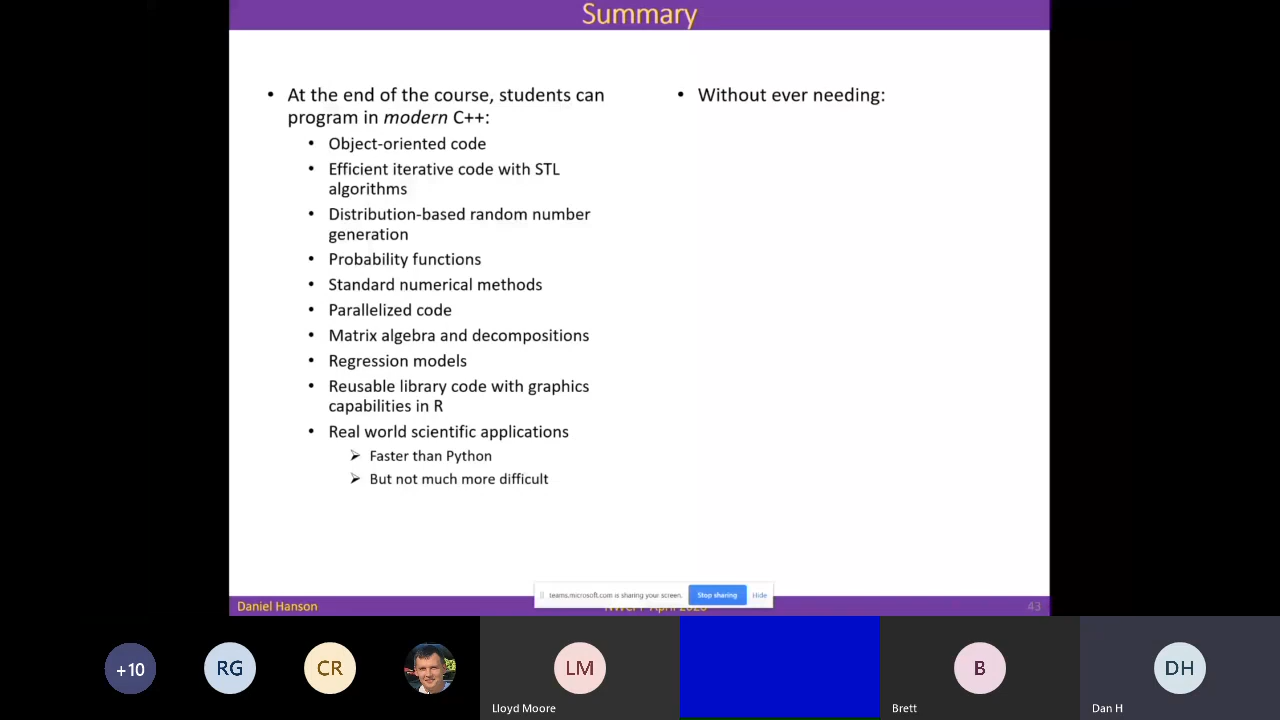 Summary
• At the end of the course, students can
program in modern C++:
• Object-oriented code
• Efficient iterative code with STL
algorithms
• Distribution-based random number
generation
• Probability functions
• Standard numerical methods
• Parallelized code
• Matrix algebra and decompositions
• Regression models
• Reusable library code with graphics
capabilities in R
• Real world scientific applications
➢ Faster than Python
➢ But not much more difficult
• Without ever needing:
teams.microsoft.com is sharing your screen.
Stop sharing
Hide
Daniel Hanson
43
+10
RG
CR
LM
Lloyd Moore
B
Brett
DH
Dan H